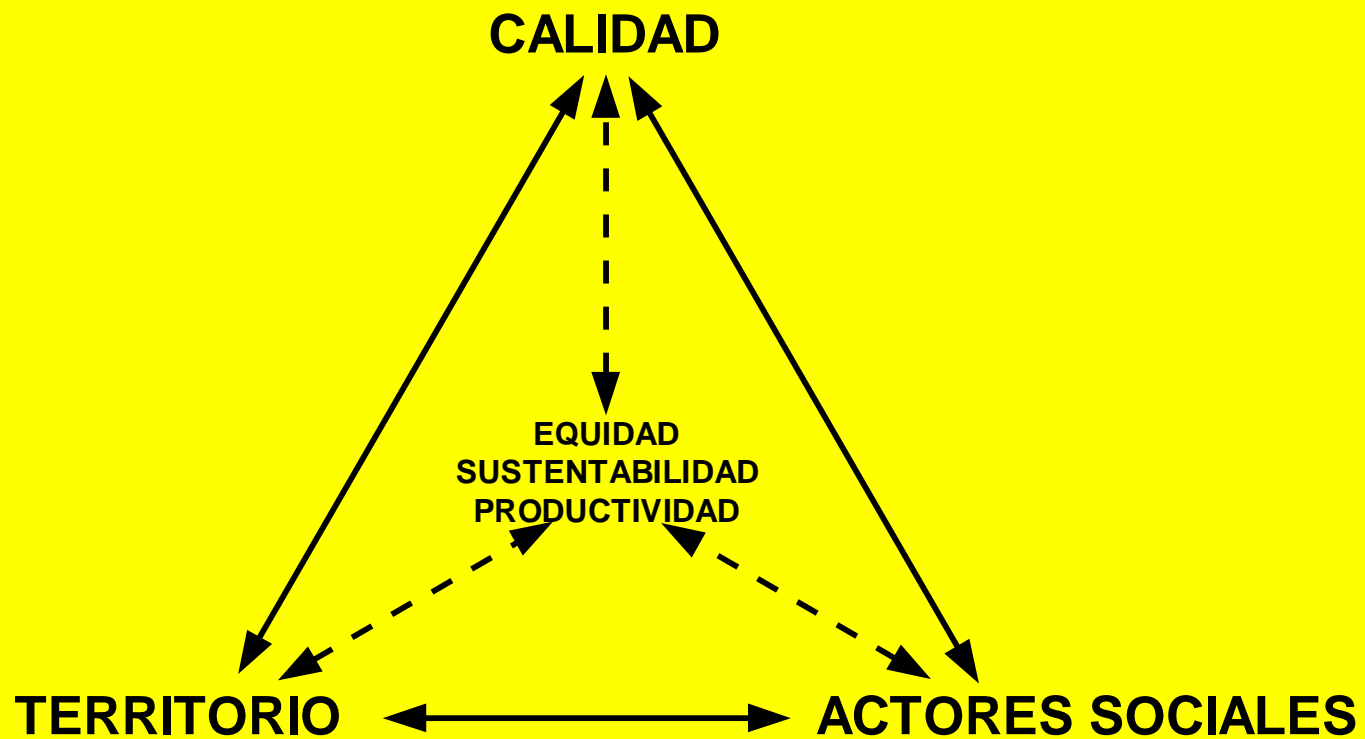 CALIDAD
EQUIDAD
SUSTENTABILIDAD
PRODUCTIVIDAD
TERRITORIO
ACTORES SOCIALES